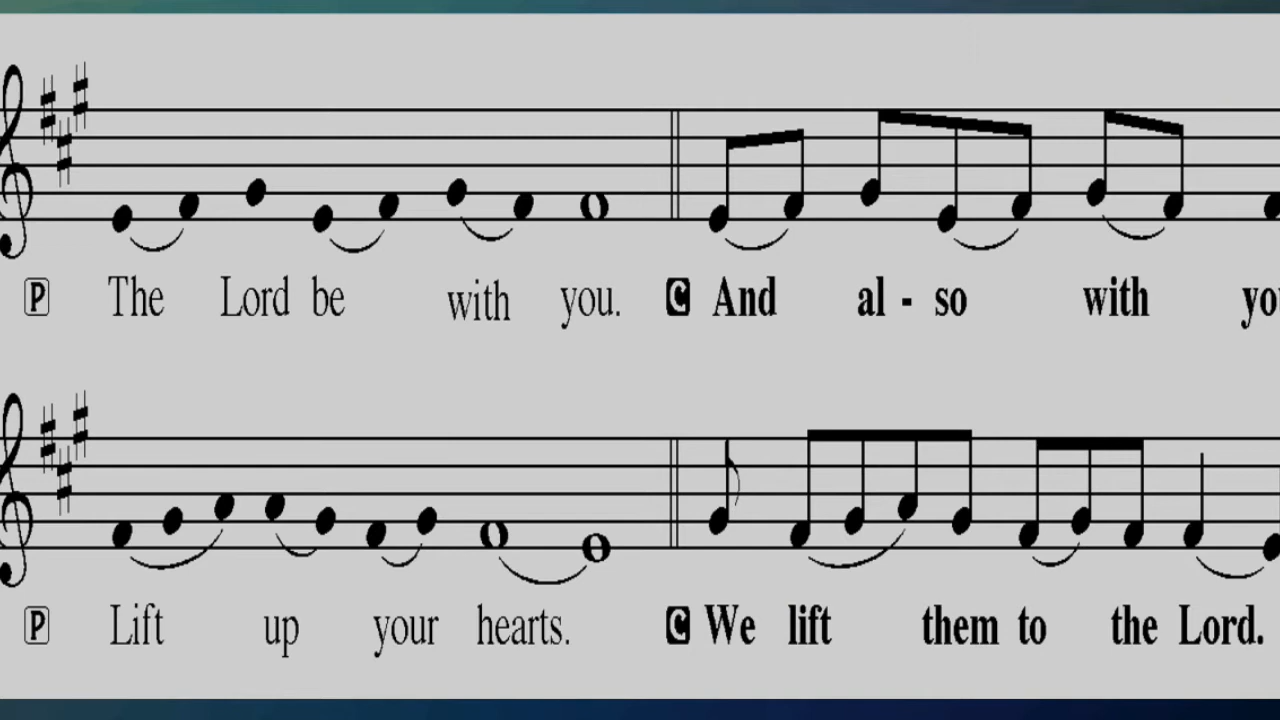 P The Lord be with you. C And al - so with
P Lift up your hearts. C We lift them to the Lord.